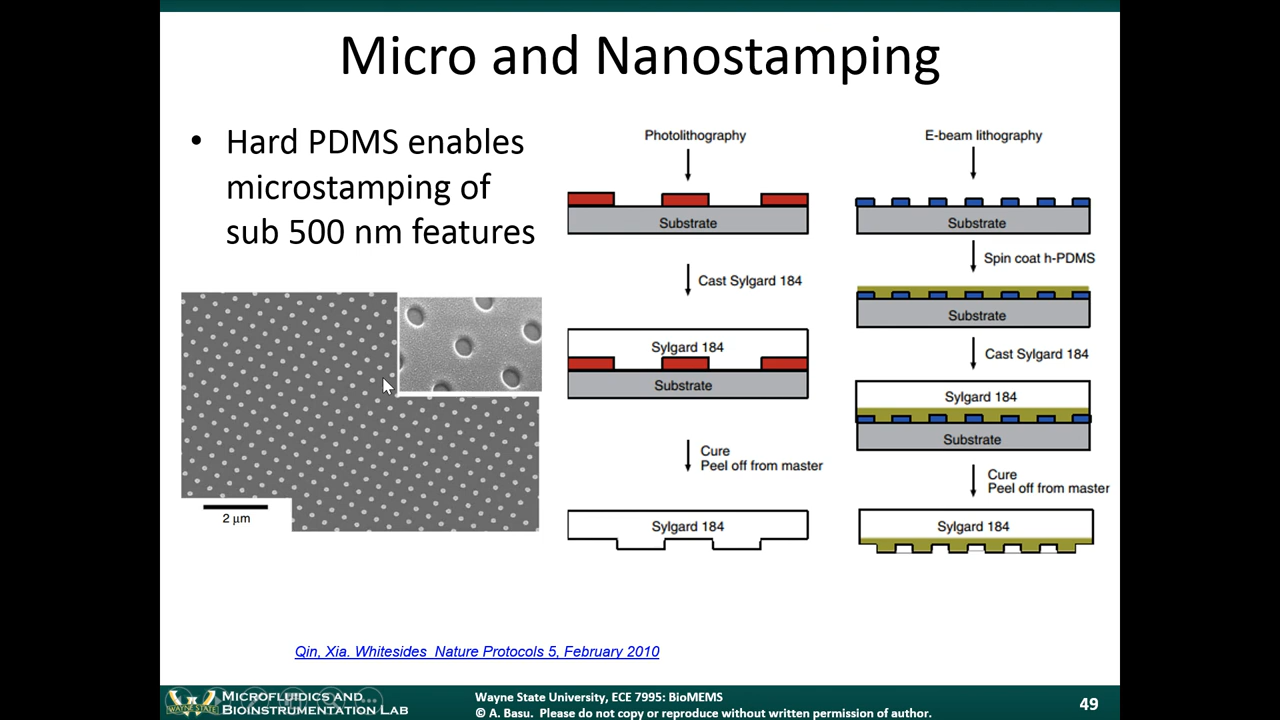 Micro and Nanostamping
• Hard PDMS enables
microstamping of
sub 500 nm features
2 μm
Photolithography
Substrate
Cast Sylgard 184
Sylgard 184
Substrate
Cure
Peel off from master
Sylgard 184
E-beam lithography
Substrate
Spin coat h-PDMS
Substrate
Cast Sylgard 184
Sylgard 184
Substrate
Cure
Peel off from master
Sylgard 184
Qin, Xia. Whitesides Nature Protocols 5, February 2010
WAYNE STATE
MICROFLUIDICS AND
BIOINSTRUMENTATION LAB
Wayne State University, ECE 7995: BioMEMS
© A. Basu. Please do not copy or reproduce without written permission of author.
49